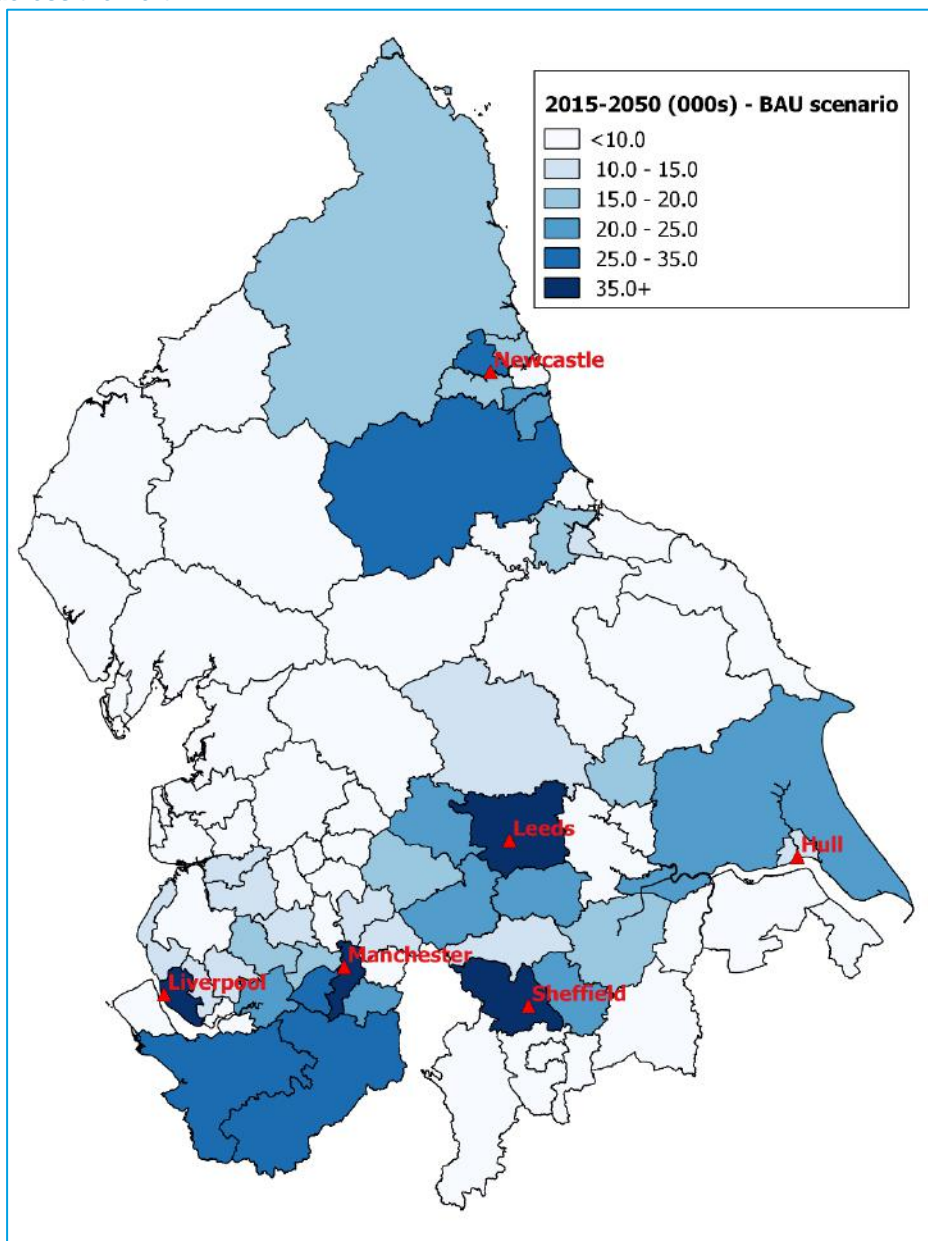 2015-2050 (000s) - BAU scenario
<10.0
10.0 - 15.0
15.0 - 20.0
20.0 - 25.0
25.0 - 35.0
35.0+
Newcastle
Leeds
Hull
Manchester
Liverpool
Sheffield